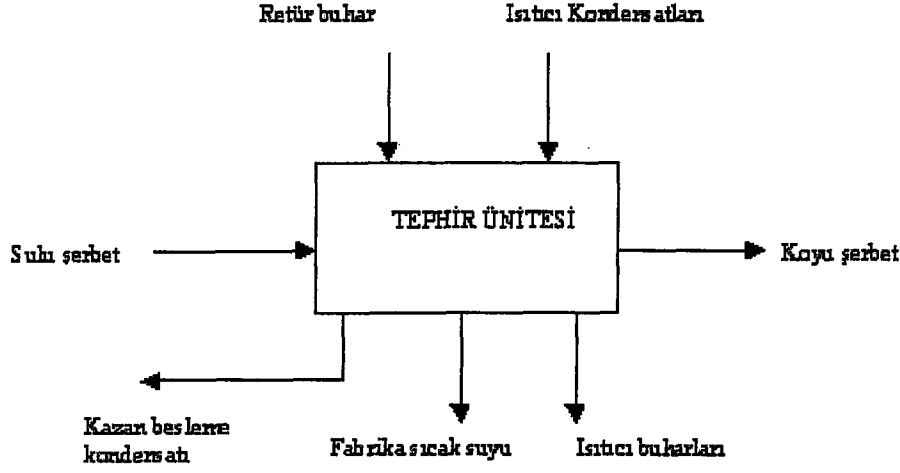 Retür buhar
Isıtıcı Kondensatları
TEPHİR ÜNİTESİ
Sulu şerbet
Koyu şerbet
Kazan besleme
kondensatı
Fabrika sıcak suyu
Isıtıcı buharları